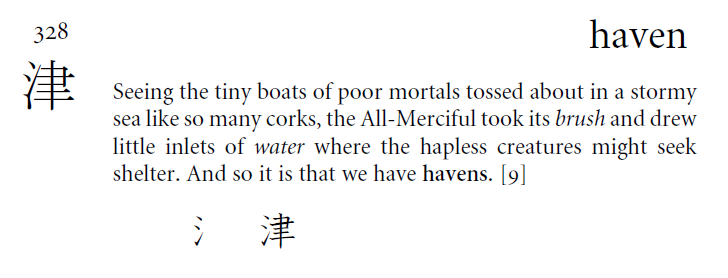 328
haven
津
Seeing the tiny boats of poor mortals tossed about in a stormy
sea like so many corks, the All-Merciful took its brush and drew
little inlets of water where the hapless creatures might seek
shelter. And so it is that we have havens. [9]
氵 津